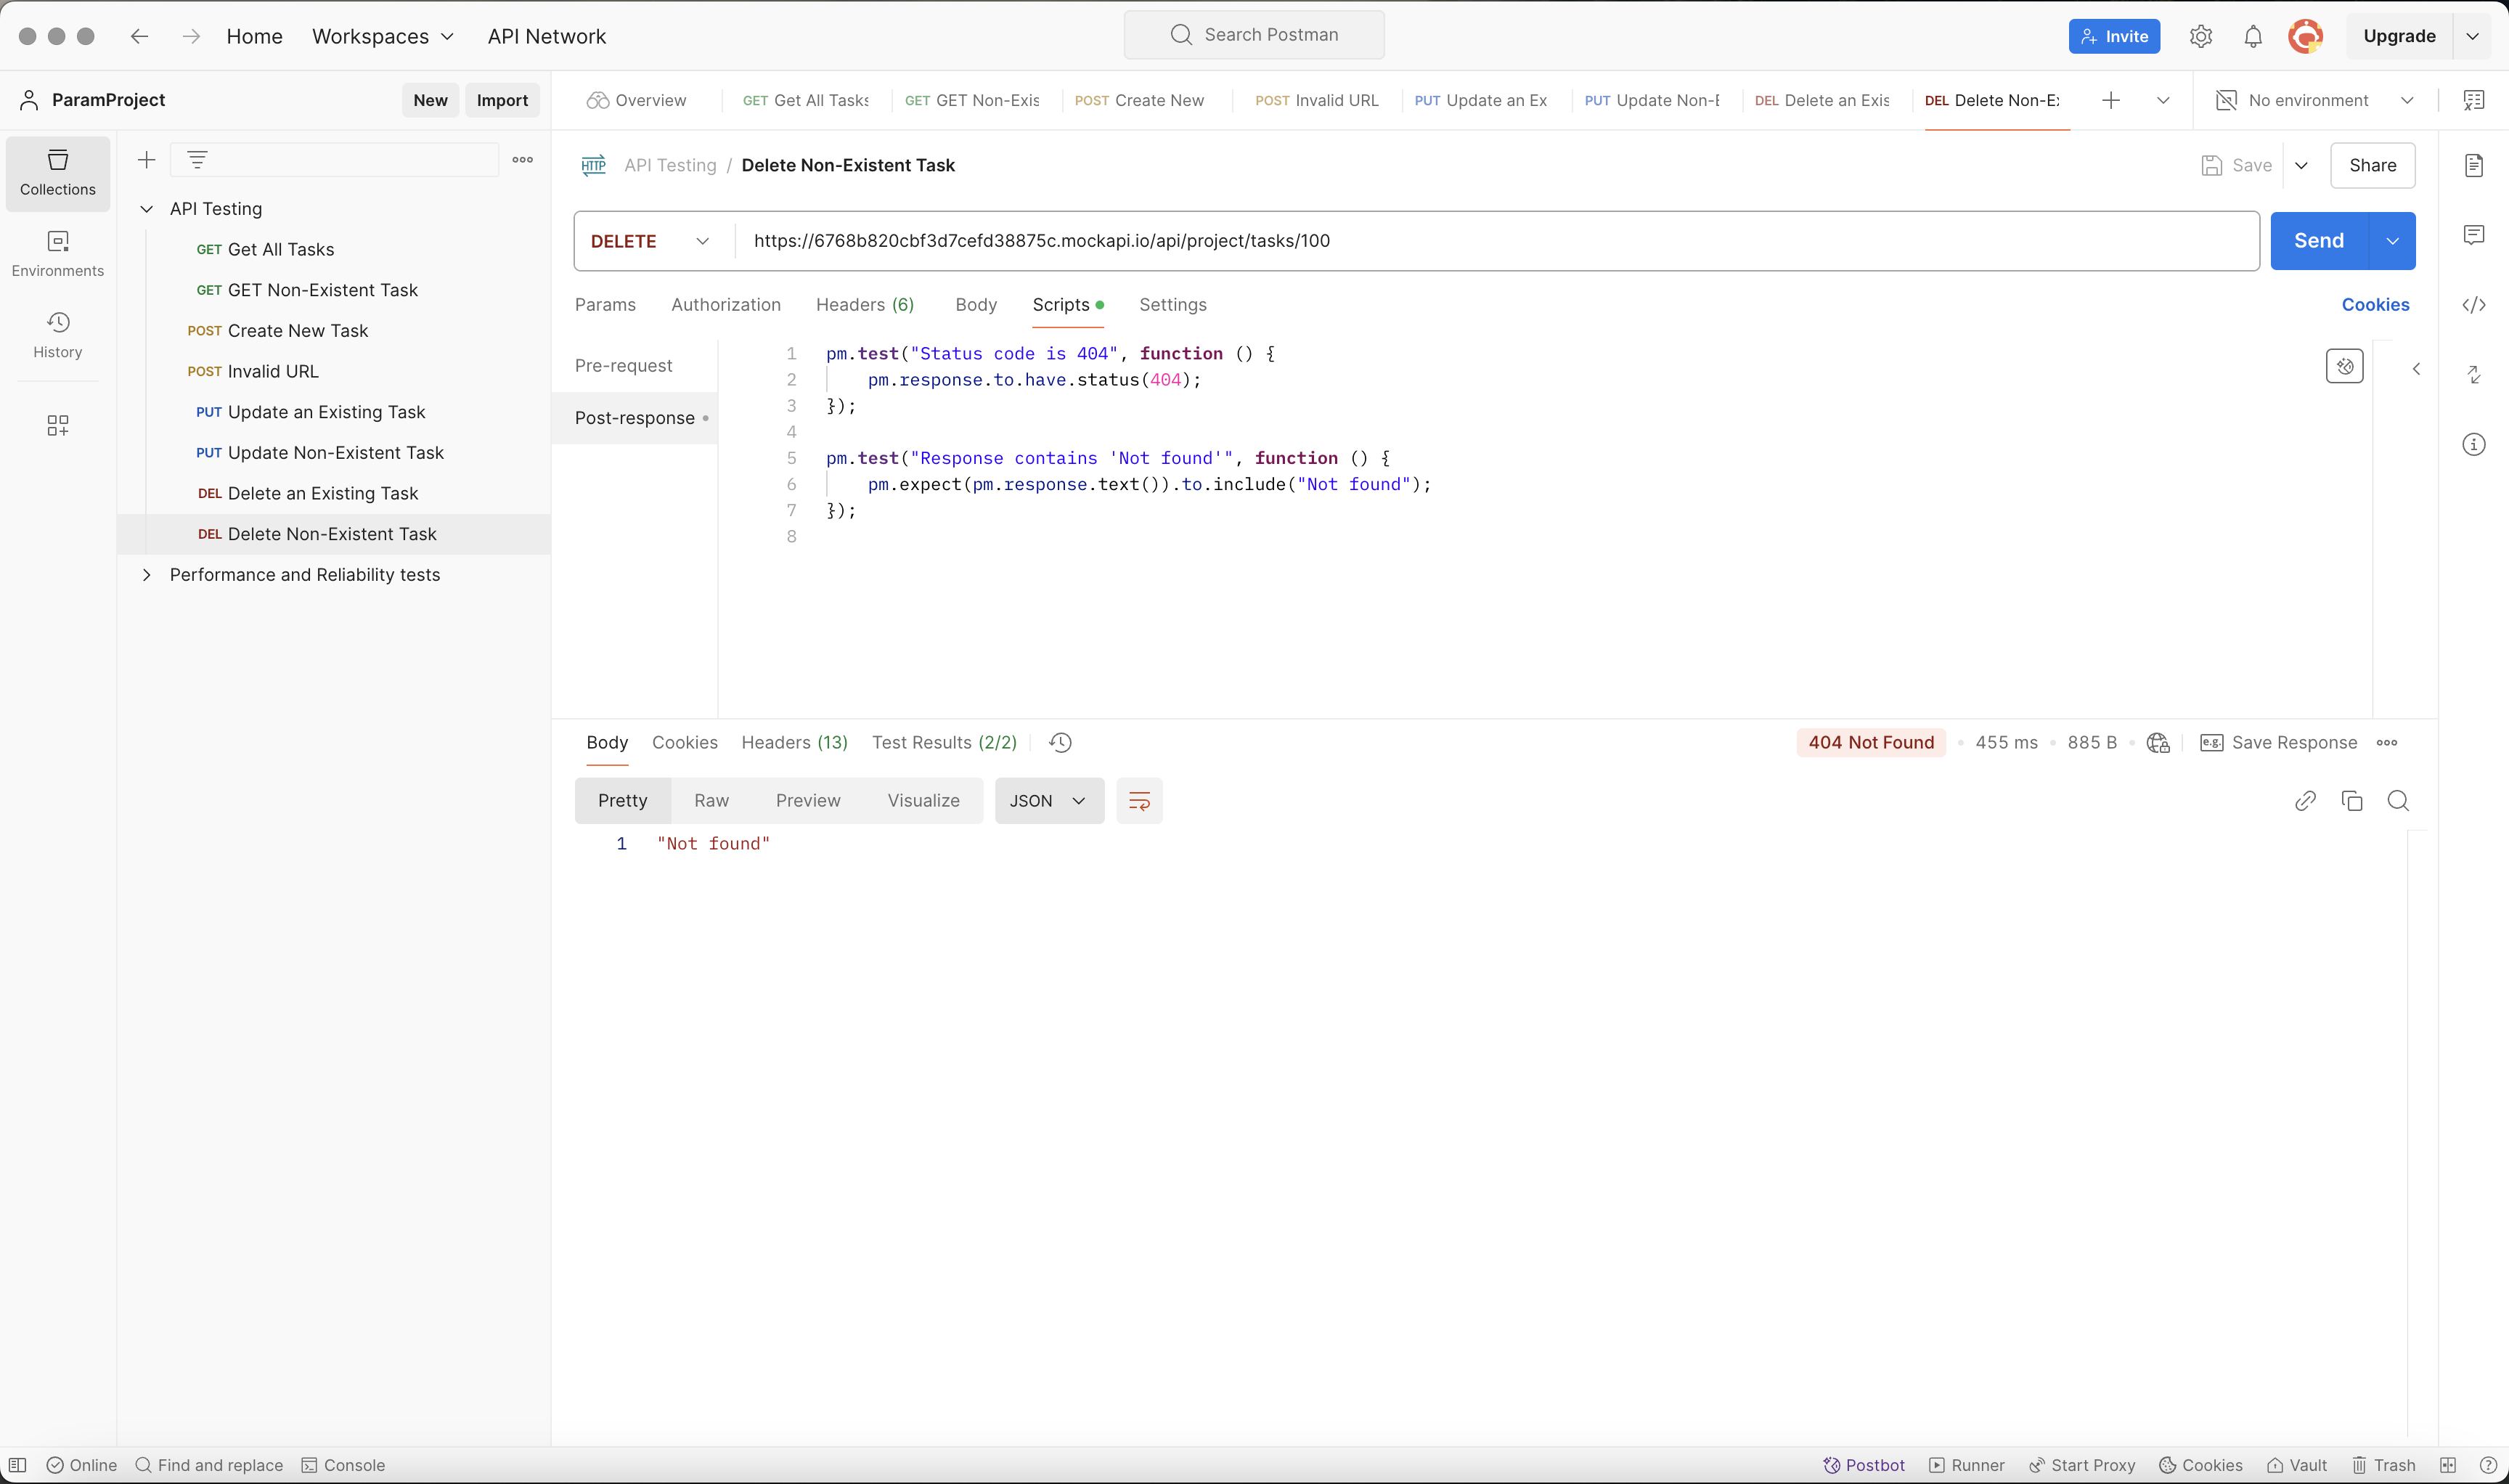 Home Workspaces API Network Search Postman Invite Upgrade
ParamProject New Import
Overview GET Get All Tasks GET GET Non-Exis POST Create New POST Invalid URL PUT Update an Ex PUT Update Non-E DEL Delete an Exis DEL Delete Non-Ex No environment
Collections
Environments
History
API Testing
GET Get All Tasks
GET GET Non-Existent Task
POST Create New Task
POST Invalid URL
PUT Update an Existing Task
PUT Update Non-Existent Task
DEL Delete an Existing Task
DEL Delete Non-Existent Task
Performance and Reliability tests
HTTP API Testing / Delete Non-Existent Task Save Share
DELETE https://6768b820cbf3d7cefd38875c.mockapi.io/api/project/tasks/100 Send
Params Authorization Headers (6) Body Scripts Settings Cookies
Pre-request
Post-response
1 pm.test("Status code is 404", function () {
2 pm.response.to.have.status(404);
3 });
4
5 pm.test("Response contains 'Not found'", function () {
6 pm.expect(pm.response.text()).to.include("Not found");
7 });
8
Body Cookies Headers (13) Test Results (2/2) 404 Not Found 455 ms 885 B e.g. Save Response
Pretty Raw Preview Visualize JSON
1 "Not found"
Online Find and replace Console Postbot Runner Start Proxy Cookies Vault Trash